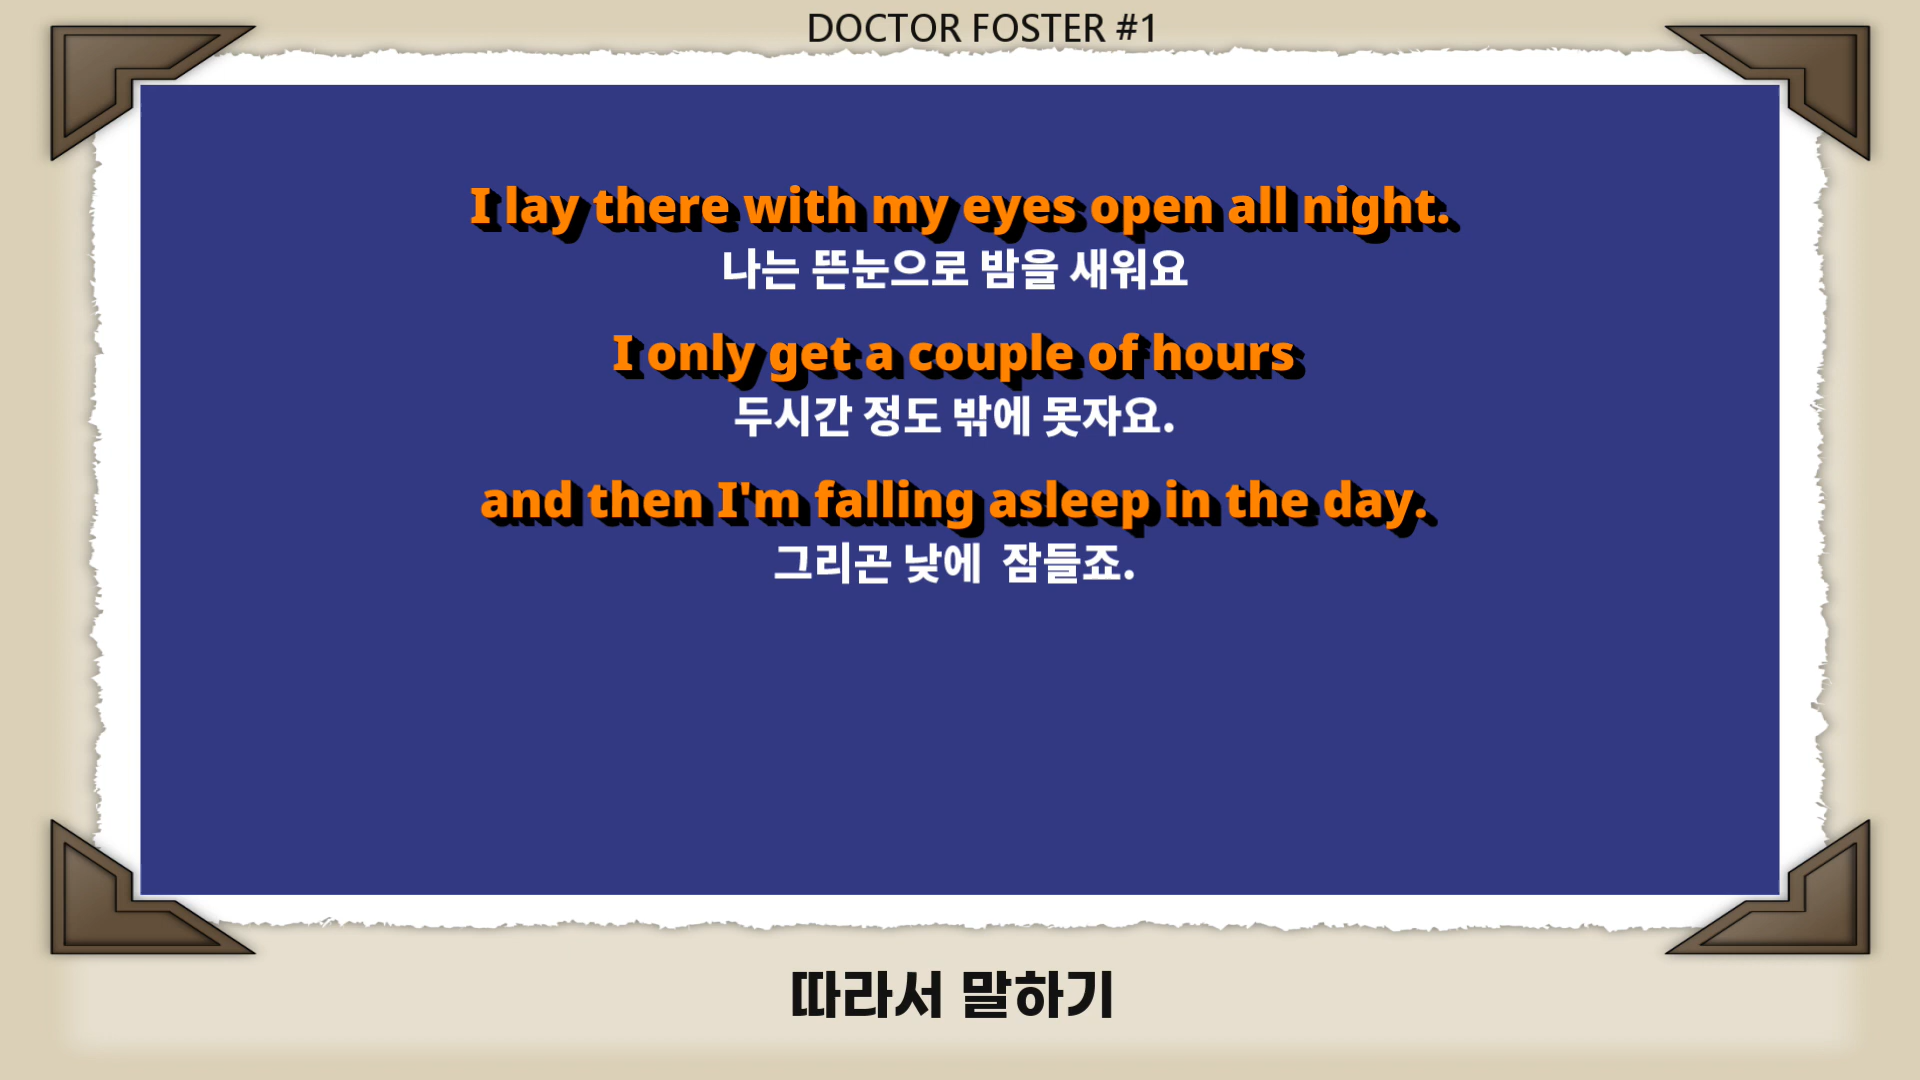 DOCTOR FOSTER #1
I lay there with my eyes open all night.
나는 뜬눈으로 밤을 새워요
I only get a couple of hours
두시간 정도 밖에 못자요.
and then I'm falling asleep in the day.
그리곤 낮에  잠들죠.
따라서 말하기